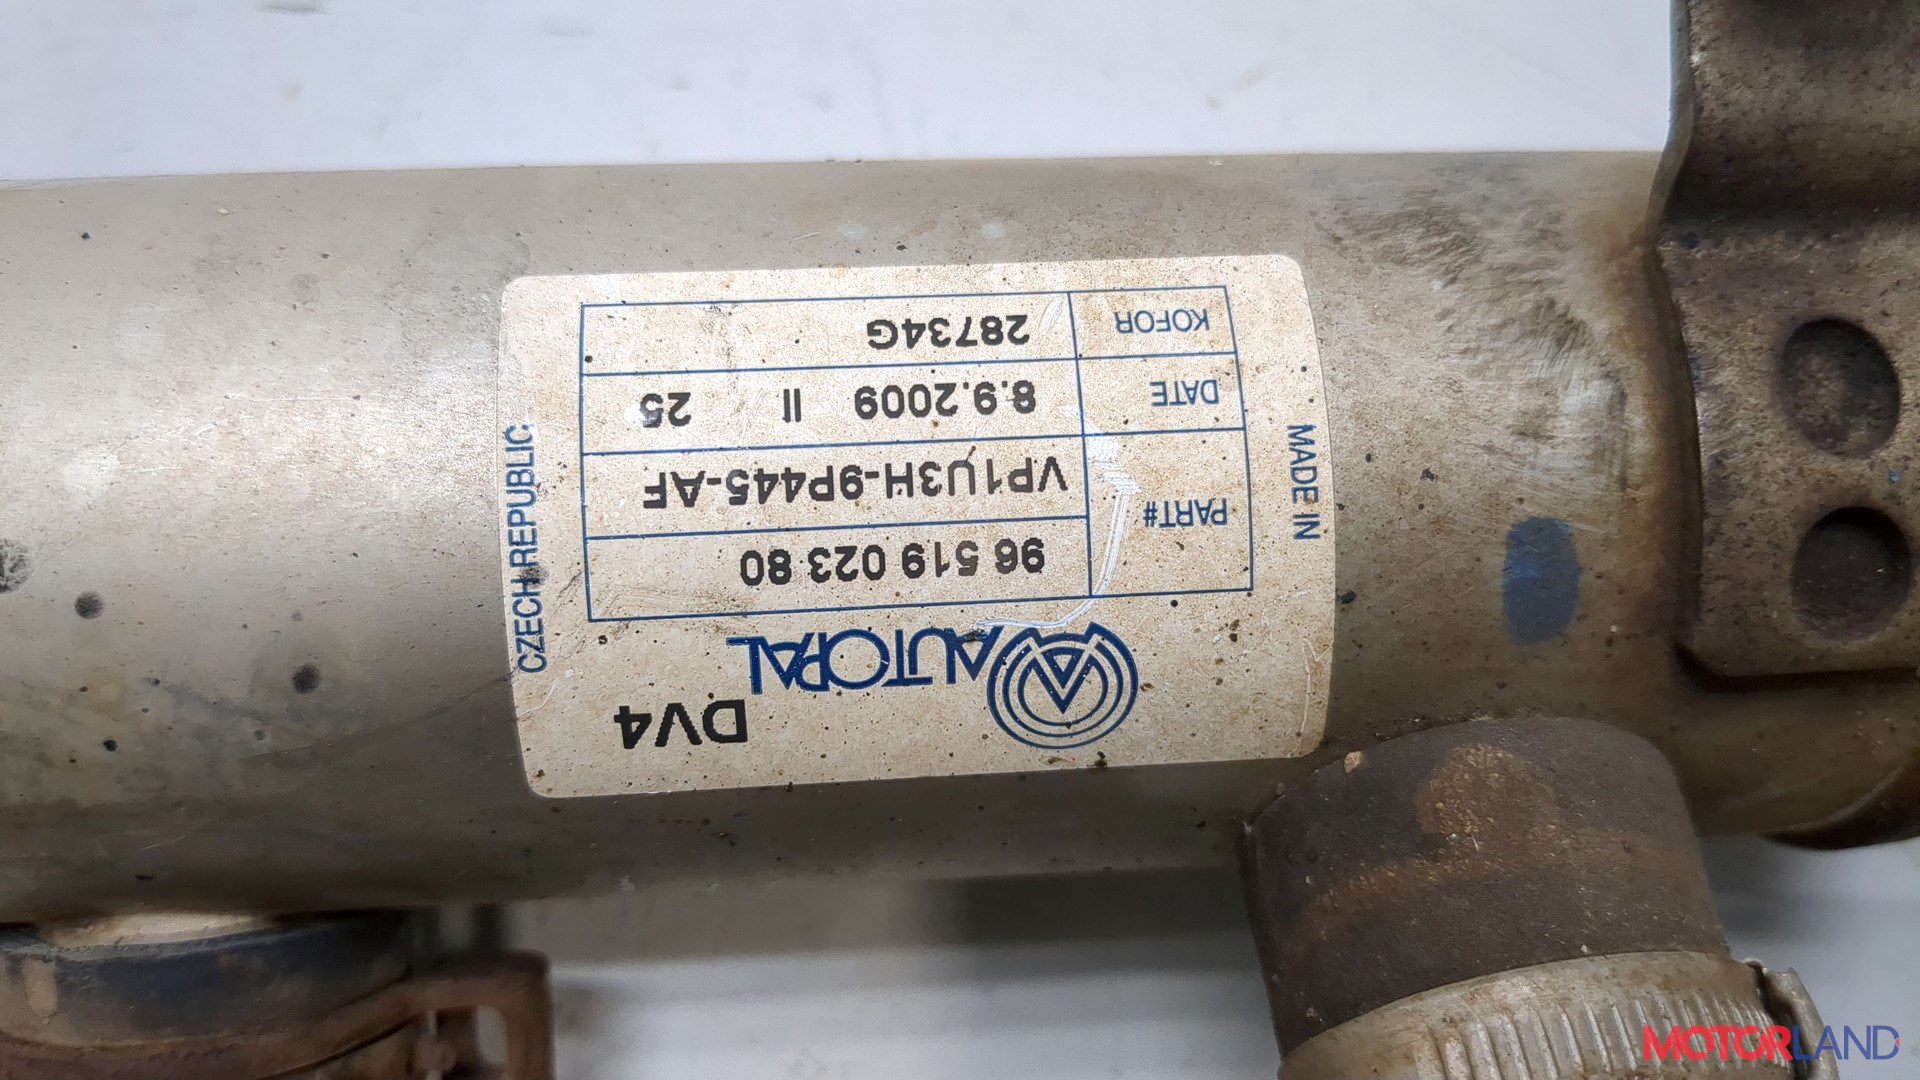 DV4
AUTOPAL
MADE IN
PART# 96 519 023 80
VP1U3H-9P445-AF
DATE 8.9.2009 II 25
KOFOR 28734G
CZECH REPUBLIC
MOTORLAND